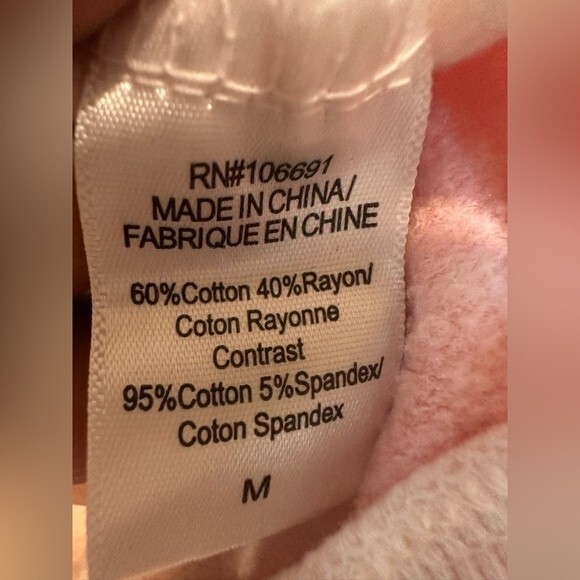 RN#106691
MADE IN CHINA/
FABRIQUE EN CHINE
60%Cotton 40%Rayon/
Coton Rayonne
Contrast
95%Cotton 5%Spandex/
Coton Spandex
M